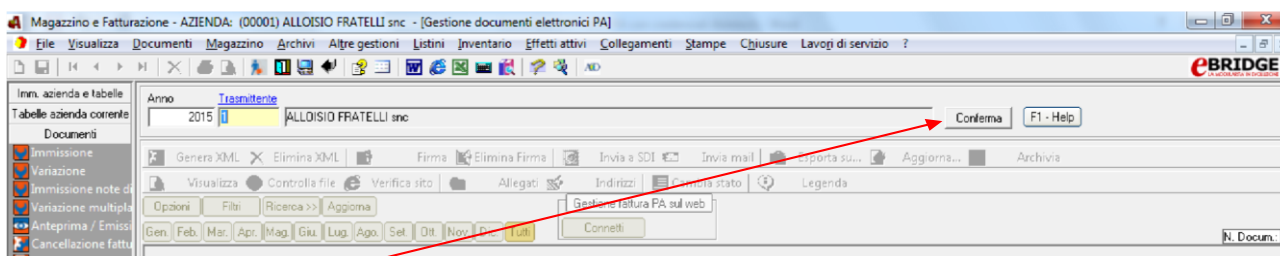 Magazzino e Fatturazione - AZIENDA: (00001) ALLOISIO FRATELLI snc - [Gestione documenti elettronici PA]
File Visualizza Documenti Magazzino Archivi Altre gestioni Listini Inventario Effetti attivi Collegamenti Stampe Chiusure Lavori di servizio ?
eBRIDGE
Imm. azienda e tabelle
Tabelle azienda corrente
Documenti
Immissione
Variazione
Immissione note di
Variazione multipla
Anteprima / Emissi
Cancellazione fattu
Anno Trasmittente
2015 1 ALLOISIO FRATELLI snc Conferma F1 - Help
Genera XML Elimina XML Firma Elimina Firma Invia a SDI Invia mail Esporta su... Aggiorna... Archivia
Visualizza Controlla file Verifica sito Allegati Indirizzi Cambia stato Legenda
Opzioni Filtri Ricerca >> Aggiorna Gestione fattura PA sul web
Gen. Feb. Mar. Apr. Mag. Giu. Lug. Ago. Set. Ott. Nov. Dic. Tutti Connetti
N. Docum.: